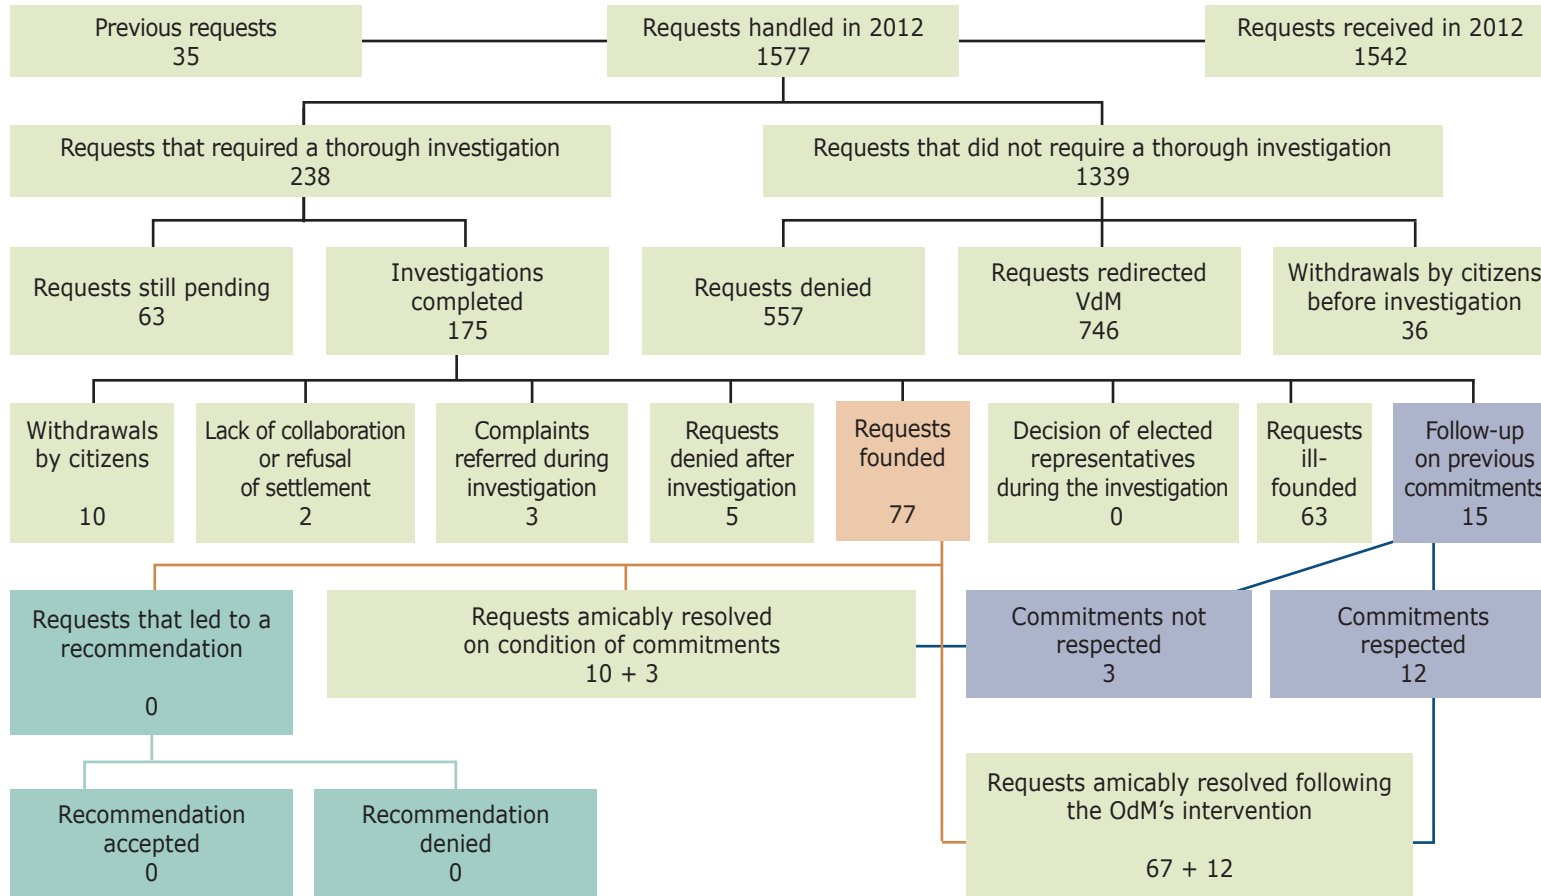 Previous requests
35
Requests handled in 2012
1577
Requests received in 2012
1542
Requests that required a thorough investigation
238
Requests that did not require a thorough investigation
1339
Requests still pending
63
Investigations
completed
175
Requests denied
557
Requests redirected
VdM
746
Withdrawals by citizens
before investigation
36
Withdrawals
by citizens
10
Lack of collaboration
or refusal
of settlement
2
Complaints
referred during
investigation
3
Requests
denied after
investigation
5
Requests
founded
77
Decision of elected
representatives
during the investigation
0
Requests
ill-
founded
63
Follow-up
on previous
commitments
15
Requests that led to a
recommendation
0
Requests amicably resolved
on condition of commitments
10 + 3
Commitments not
respected
3
Commitments
respected
12
Recommendation
accepted
0
Recommendation
denied
0
Requests amicably resolved following
the OdM’s intervention
67 + 12